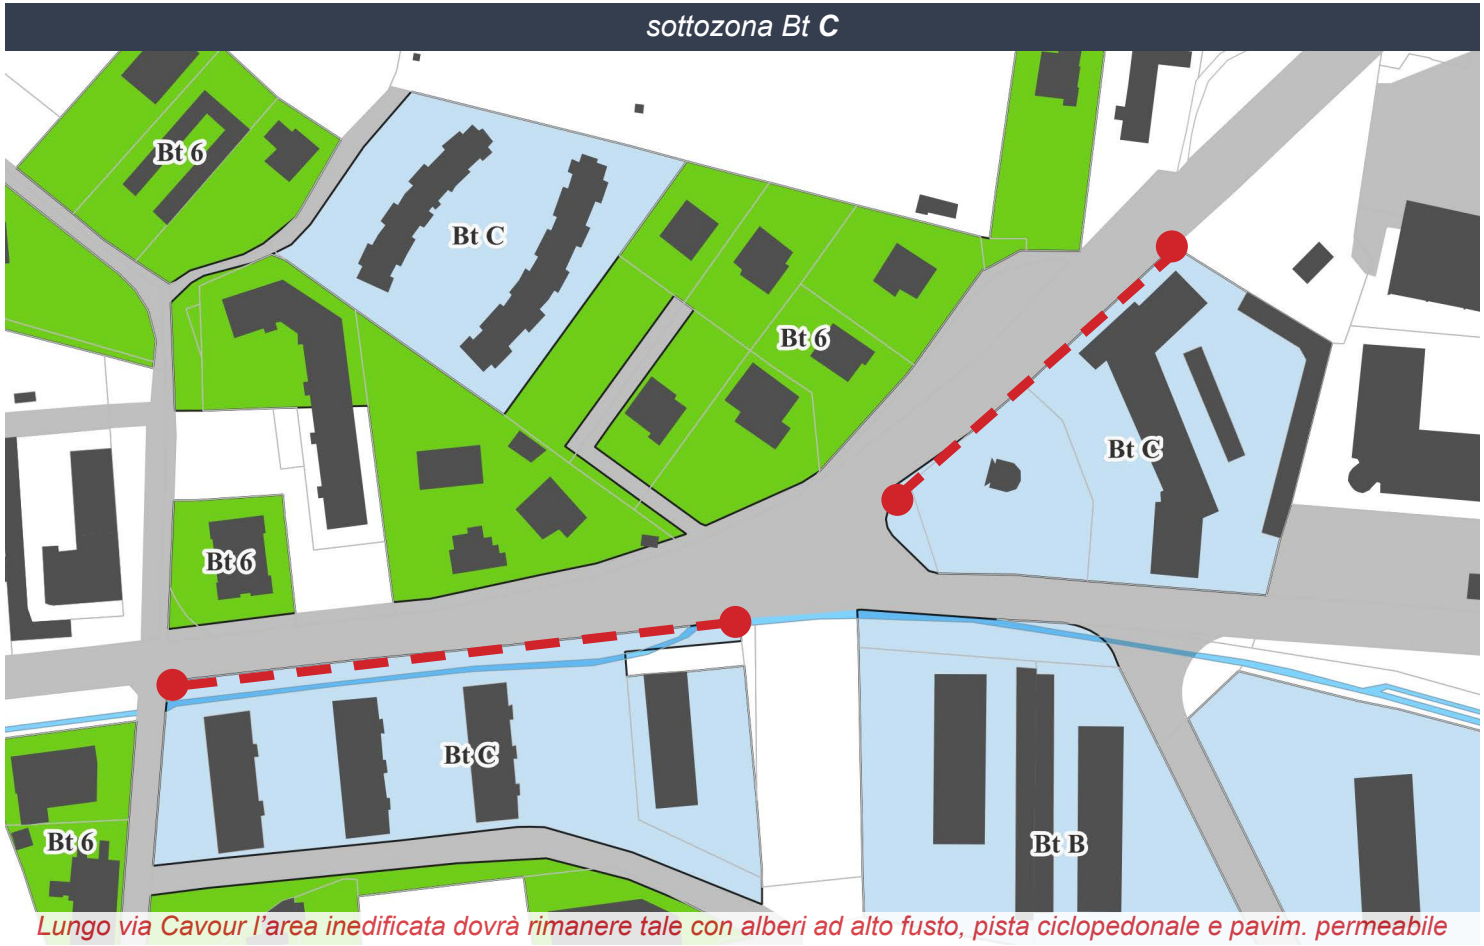 sottozona Bt C
Bt 6
Bt C
Bt 6
Bt C
Bt 6
Bt C
Bt 6
Bt B
Lungo via Cavour l'area inedificata dovrà rimanere tale con alberi ad alto fusto, pista ciclopedonale e pavim. permeabile